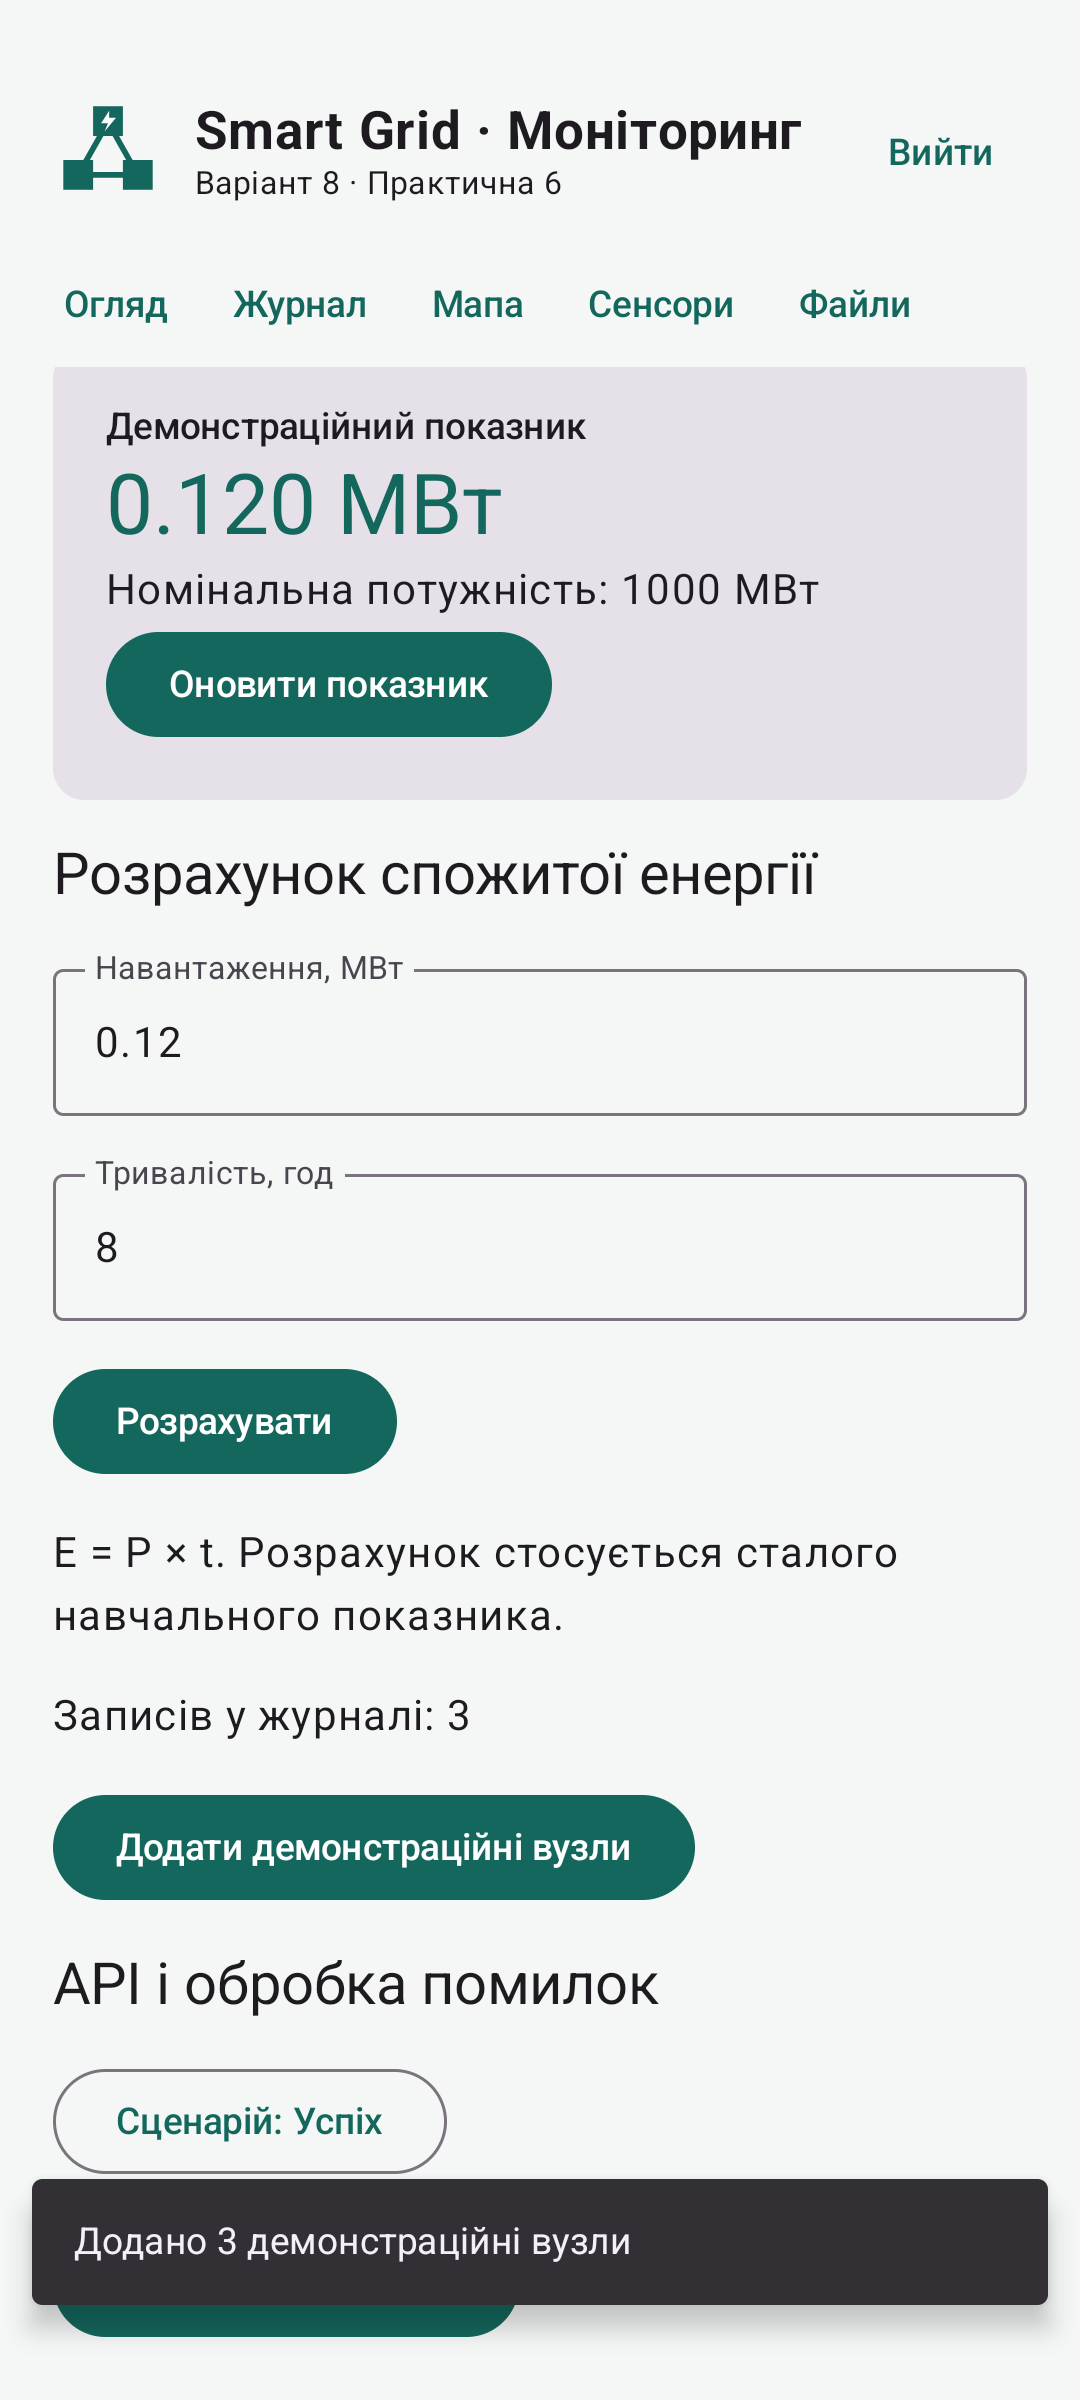 Smart Grid · Моніторинг
Варіант 8 · Практична 6
Вийти
Огляд
Журнал
Мапа
Сенсори
Файли
Демонстраційний показник
0.120 МВт
Номінальна потужність: 1000 МВт
Оновити показник
Розрахунок спожитої енергії
Навантаження, МВт
0.12
Тривалість, год
8
Розрахувати
E = P × t. Розрахунок стосується сталого
навчального показника.
Записів у журналі: 3
Додати демонстраційні вузли
API і обробка помилок
Сценарій: Успіх
Додано 3 демонстраційні вузли